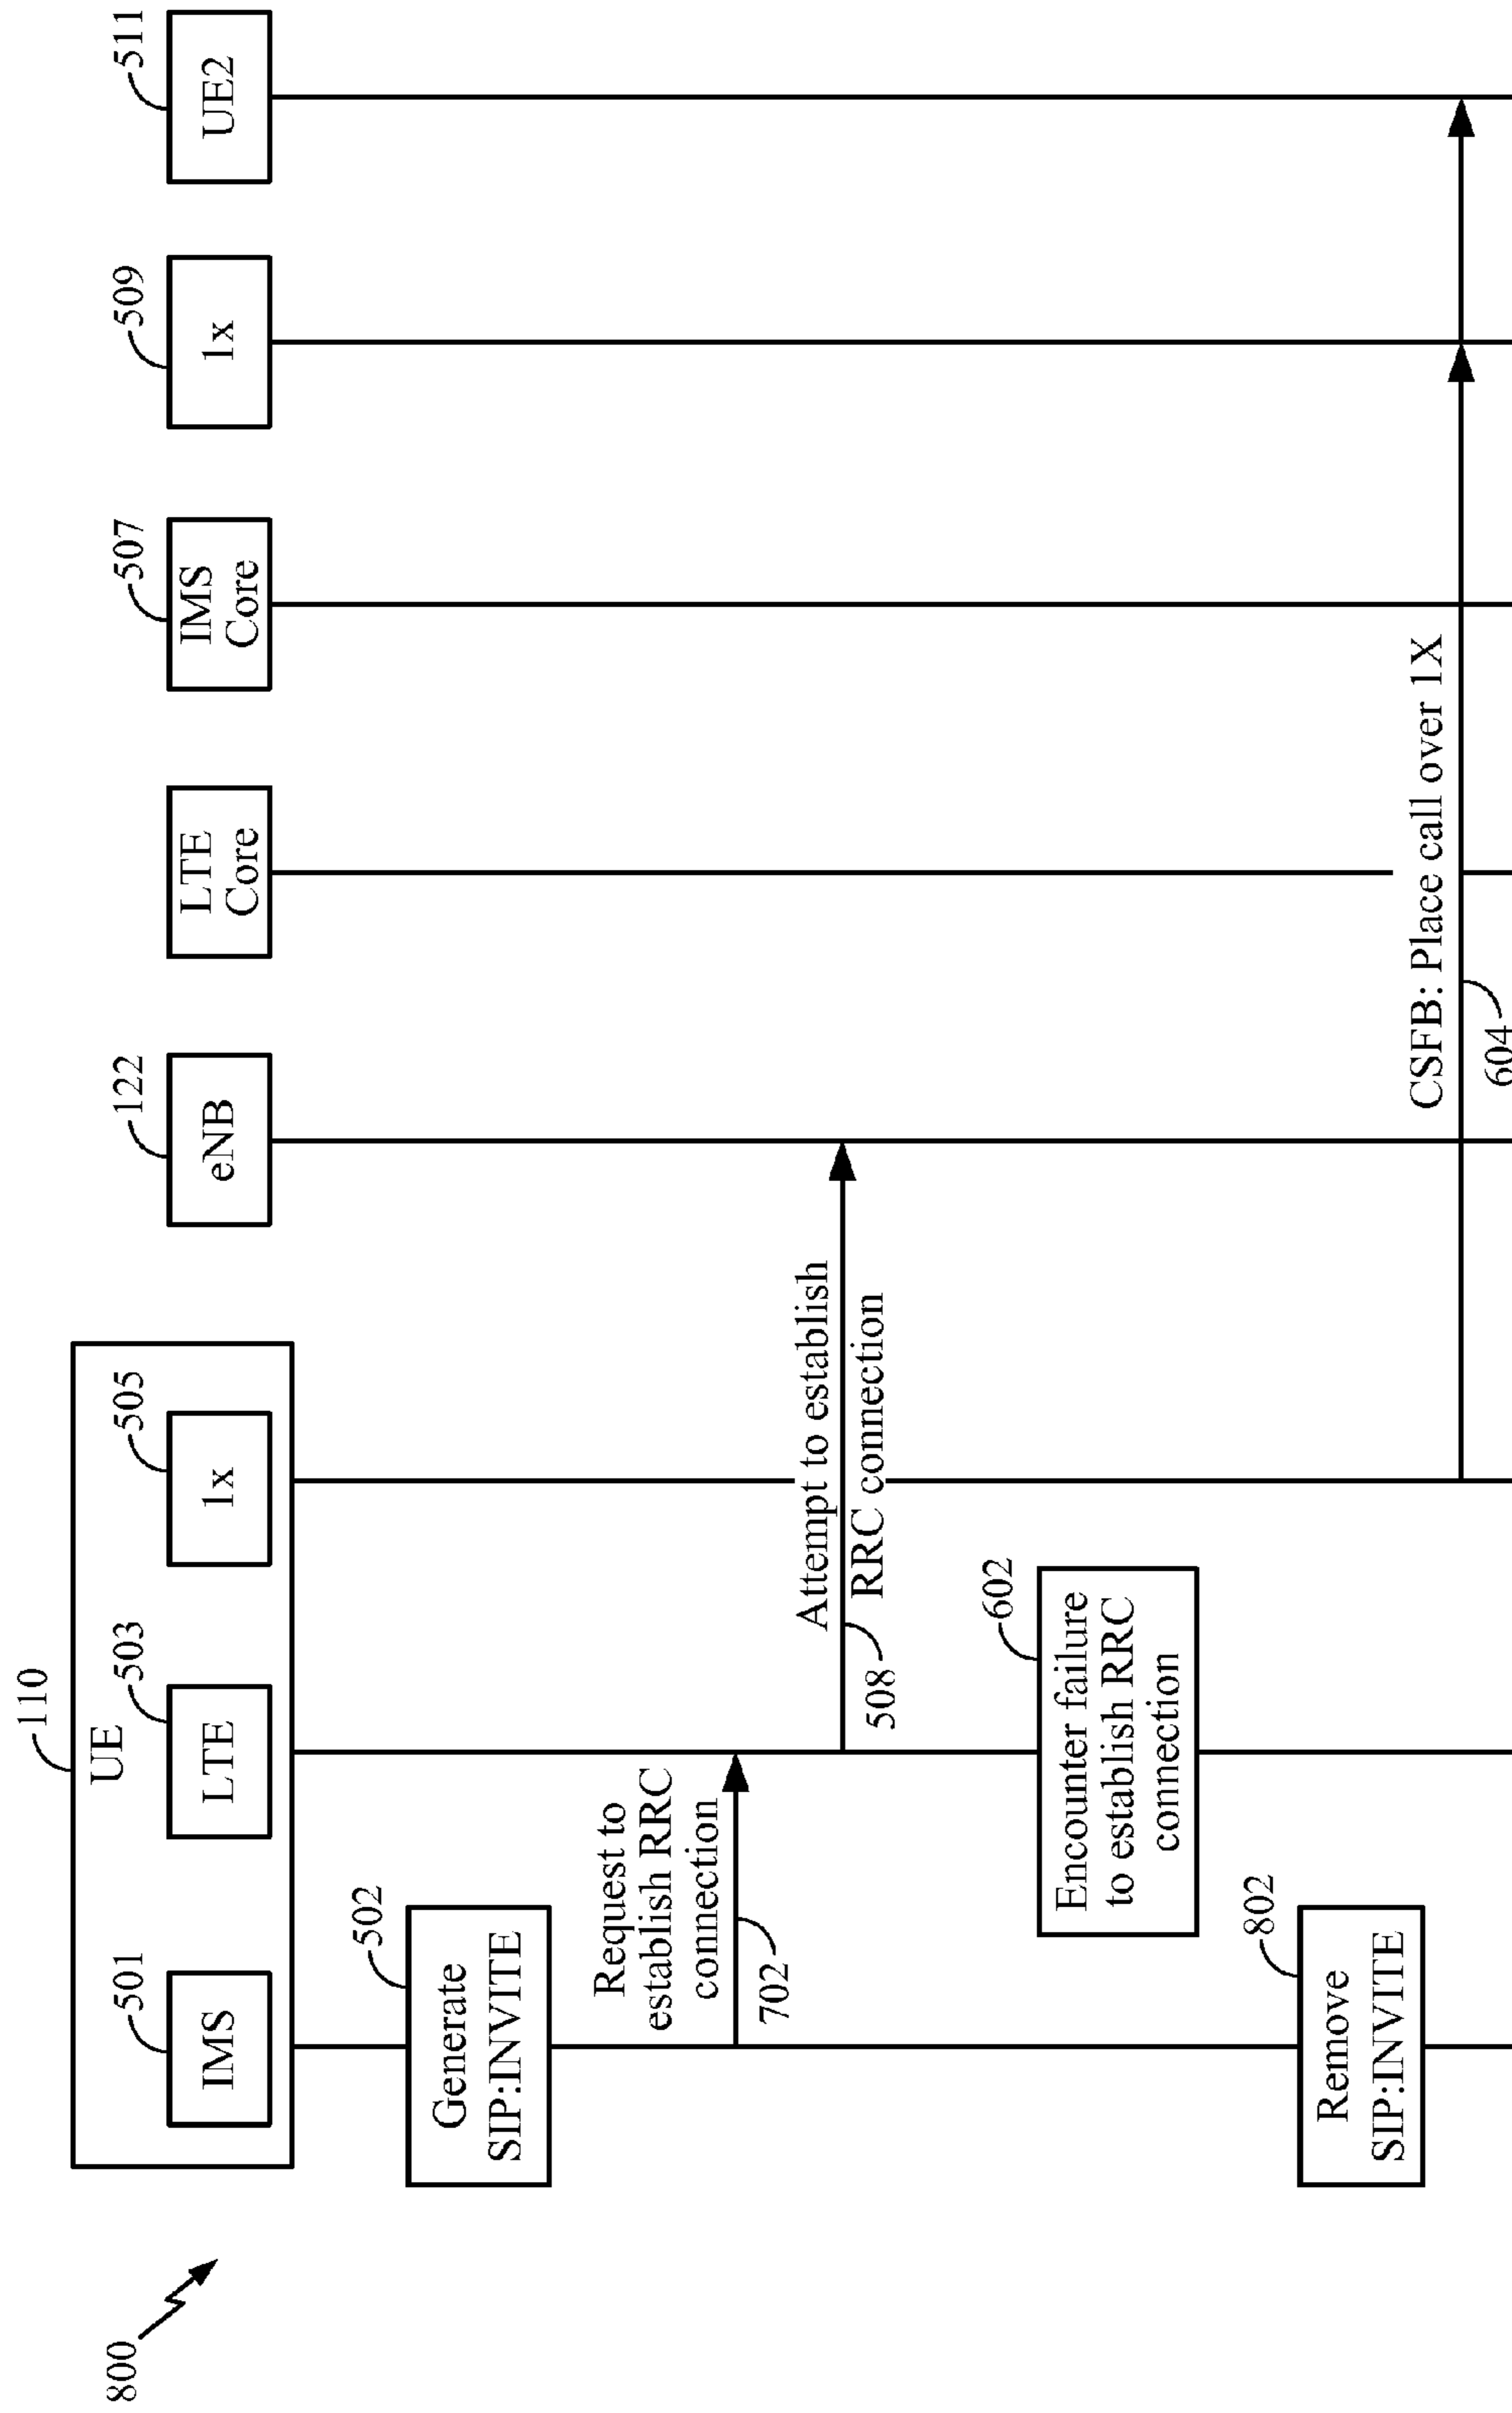 800
110
UE
501
IMS
503
LTE
505
1x
122
eNB
LTE
Core
507
IMS
Core
509
1x
511
UE2
502
Generate
SIP:INVITE
Request to
establish RRC
connection
702
Attempt to establish
RRC connection
508
602
Encounter failure
to establish RRC
connection
802
Remove
SIP:INVITE
CSFB: Place call over 1X
604